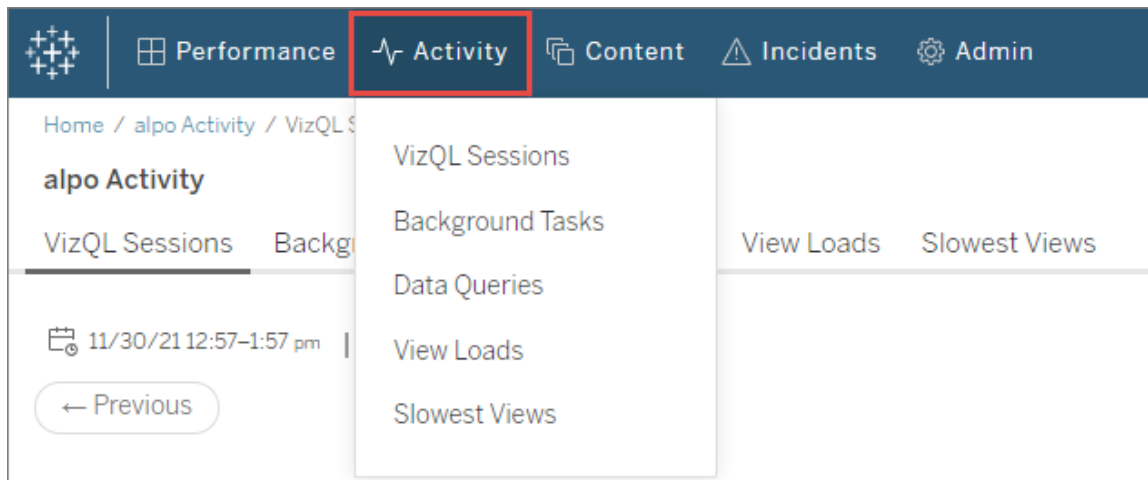 Performance Activity Content Incidents Admin
Home / alpo Activity / VizQL S
alpo Activity
VizQL Sessions Backg View Loads Slowest Views
11/30/21 12:57–1:57 pm |
← Previous
VizQL Sessions
Background Tasks
Data Queries
View Loads
Slowest Views